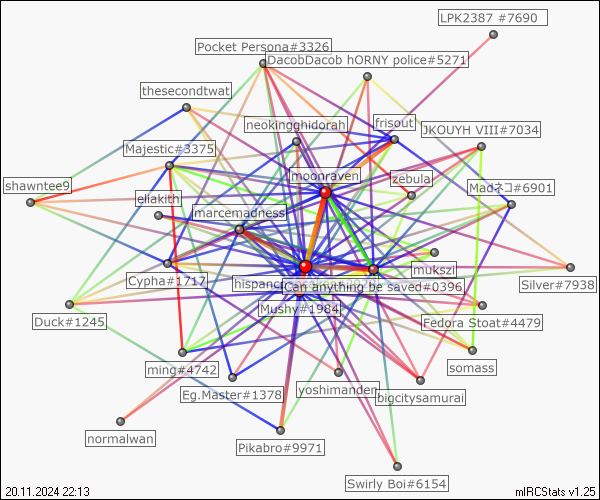 LPK2387 #7690
Pocket Persona#3326
DacobDacob hORNY police#5271
thesecondtwat
neokingghidorah
frisout
JKOUYH VIII#7034
Majestic#3375
moonraven
zebula
shawntee9
eliakith
Madネコ#6901
marcemadness
mukszi
Cypha#1717
hispanc
Can anything be saved#0396
Silver#7938
Duck#1245
Mushy#1984
Fedora Stoat#4479
ming#4742
somass
Eg.Master#1378
yoshimanden
bigcitysamurai
normalwan
Pikabro#9971
Swirly Boi#6154
20.11.2024 22:13
mIRCStats v1.25